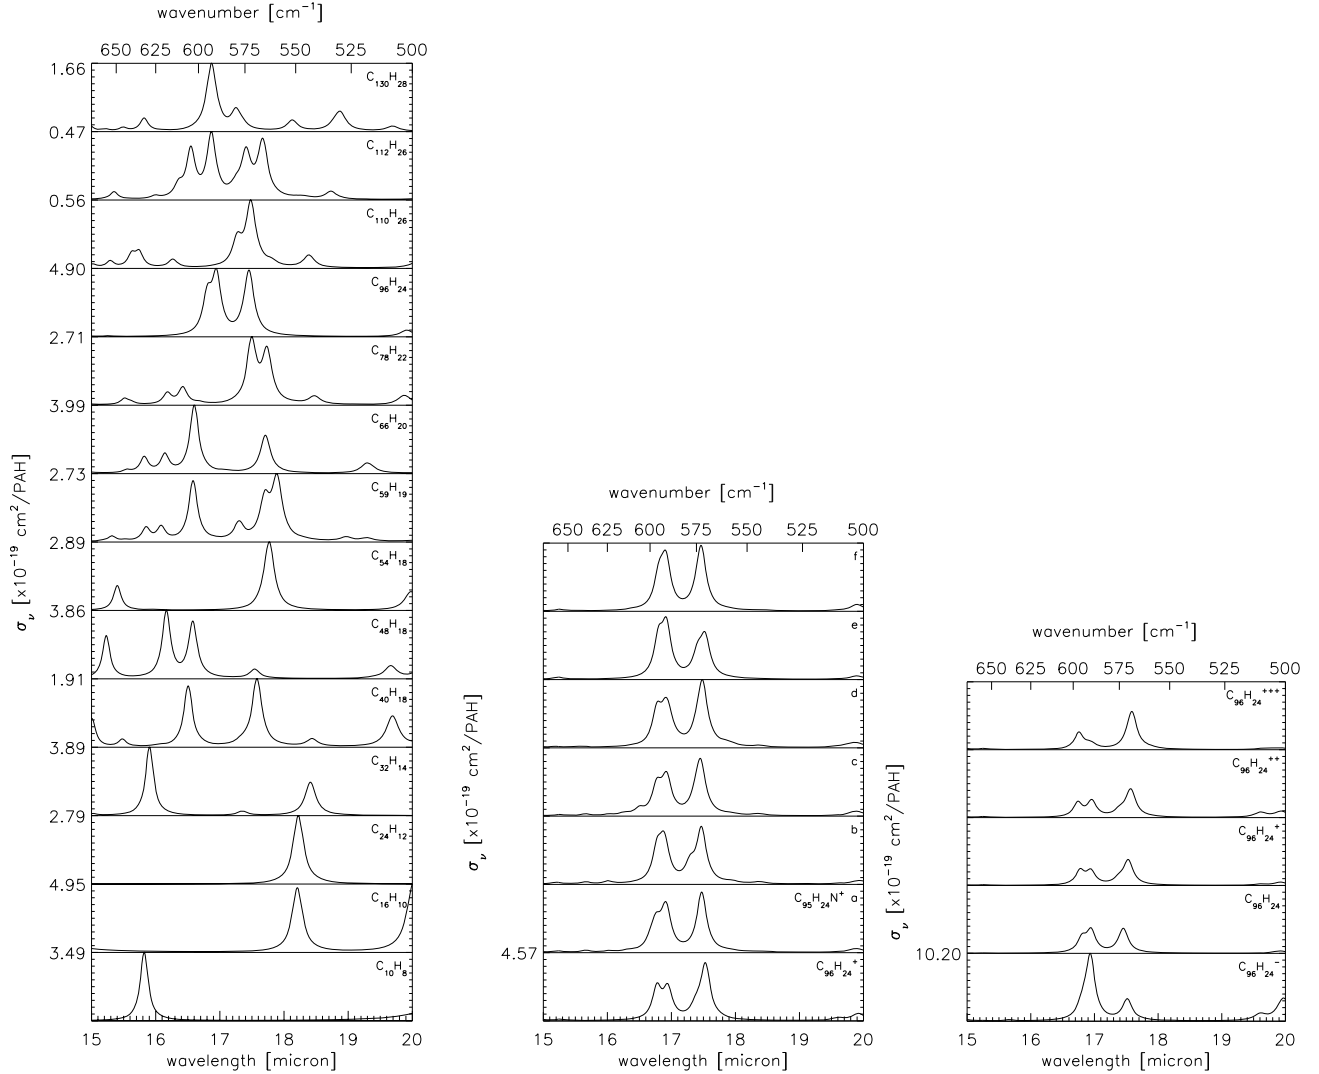 wavenumber [cm⁻¹]
650 625 600 575 550 525 500
1.66
C₁₃₀H₂₈
0.47
C₁₁₂H₂₆
0.56
C₁₁₀H₂₆
4.90
C₉₆H₂₄
2.71
C₇₈H₂₂
3.99
C₆₆H₂₀
2.73
C₅₉H₁₉
2.89
C₅₄H₁₈
3.86
C₄₈H₁₈
1.91
C₄₀H₁₈
3.89
C₃₂H₁₄
2.79
C₂₄H₁₂
4.95
C₁₆H₁₀
3.49
C₁₀H₈
σᵥ [x10⁻¹⁹ cm²/PAH]
15 16 17 18 19 20
wavelength [micron]
wavenumber [cm⁻¹]
650 625 600 575 550 525 500
f
e
d
c
b
C₉₅H₂₄N⁺ a
4.57
C₉₆H₂₄⁺
σᵥ [x10⁻¹⁹ cm²/PAH]
15 16 17 18 19 20
wavelength [micron]
wavenumber [cm⁻¹]
650 625 600 570 550 525 500
C₉₆H₂₄⁺⁺⁺
C₉₆H₂₄⁺⁺
C₉₆H₂₄⁺
C₉₆H₂₄
10.20
C₉₆H₂₄⁻
σᵥ [x10⁻¹⁹ cm²/PAH]
15 16 17 18 19 20
wavelength [micron]